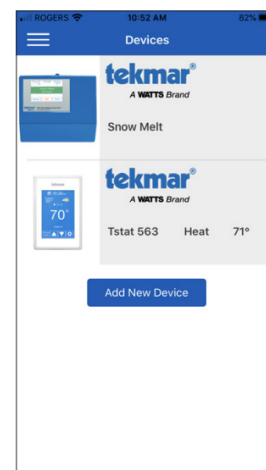 ROGERS 10:52 AM 82%
Devices
tekmar®
A WATTS Brand
Snow Melt
tekmar®
A WATTS Brand
70°
Tstat 563 Heat 71°
Add New Device